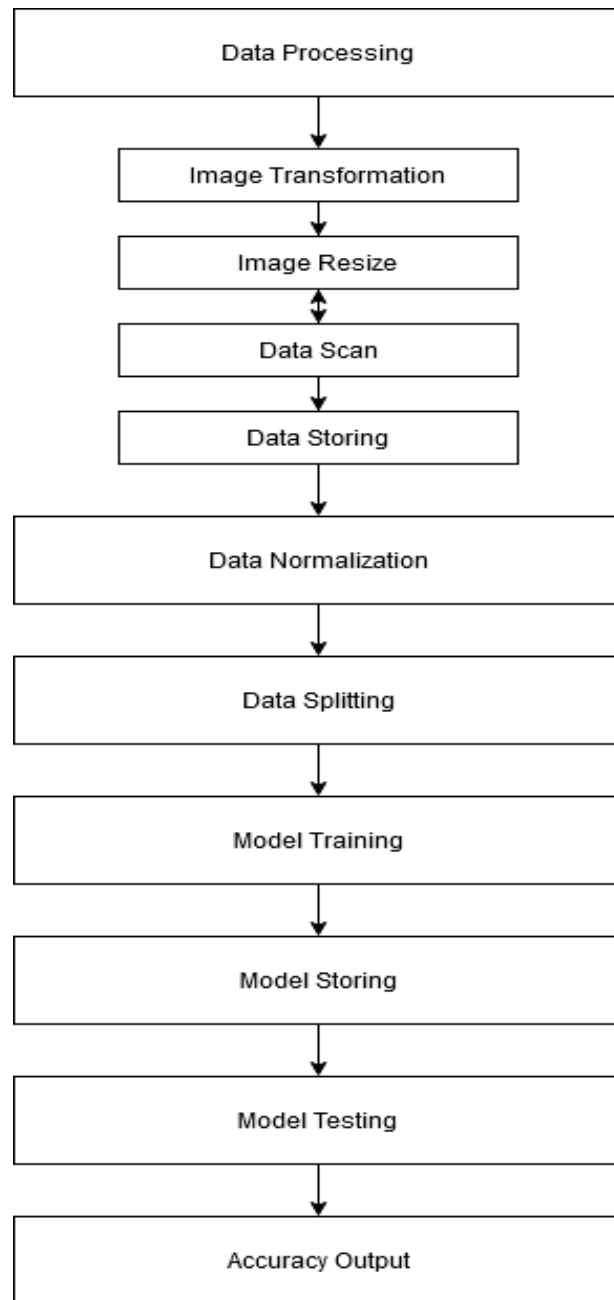 Data Processing
Image Transformation
Image Resize
Data Scan
Data Storing
Data Normalization
Data Splitting
Model Training
Model Storing
Model Testing
Accuracy Output